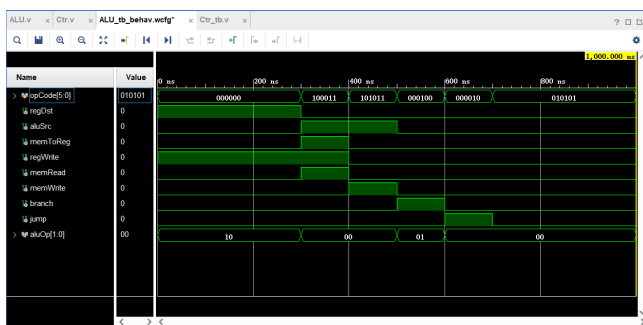 ALU.v × Ctr.v × ALU_tb_behav.wcfg* × Ctr_tb.v ×
1,000.000 ns
Name Value 0 ns 200 ns 400 ns 600 ns 800 ns
opCode[5:0] 010101 000000 100011 101011 000100 000010 010101
regDst 0
aluSrc 0
memToReg 0
regWrite 0
memRead 0
memWrite 0
branch 0
jump 0
aluOp[1:0] 00 10 00 01 00